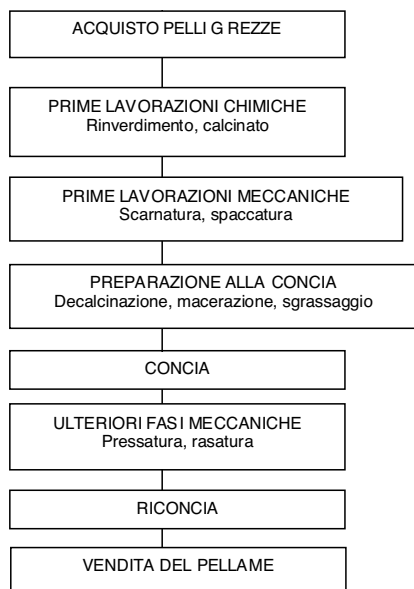 ACQUISTO PELLI G REZZE
PRIME LAVORAZIONI CHIMICHE
Rinverdimento, calcinato
PRIME LAVORAZIONI MECCANICHE
Scarnatura, spaccatura
PREPARAZIONE ALLA CONCIA
Decalcinazione, macerazione, sgrassaggio
CONCIA
ULTERIORI FASI MECCANICHE
Pressatura, rasatura
RICONCIA
VENDITA DEL PELLAME